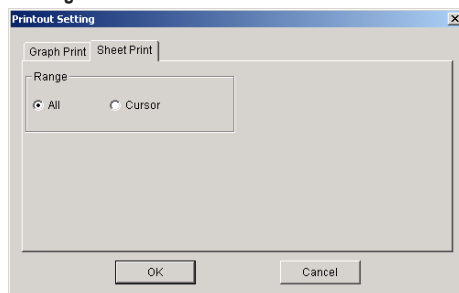 Printout Setting
Graph Print Sheet Print
Range
All Cursor
OK Cancel